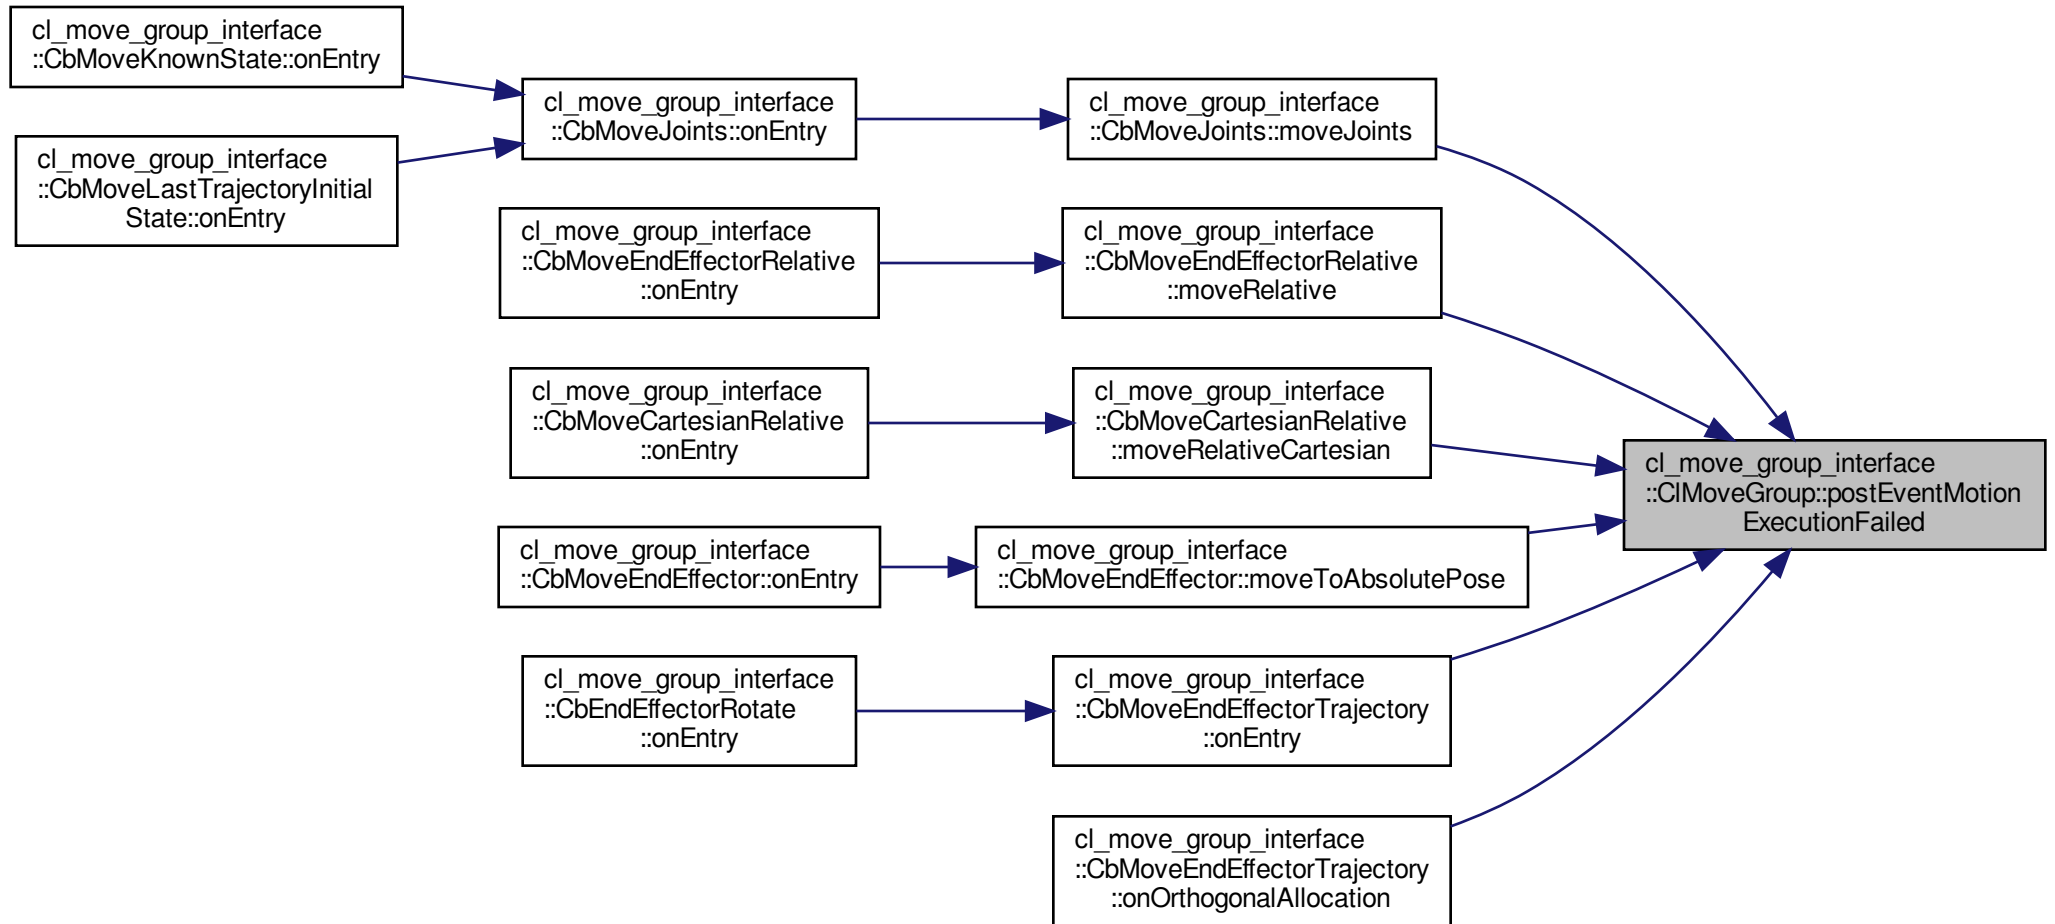 cl_move_group_interface
::CbMoveKnownState::onEntry
cl_move_group_interface
::CbMoveLastTrajectoryInitial
State::onEntry
cl_move_group_interface
::CbMoveJoints::onEntry
cl_move_group_interface
::CbMoveJoints::moveJoints
cl_move_group_interface
::CbMoveEndEffectorRelative
::onEntry
cl_move_group_interface
::CbMoveEndEffectorRelative
::moveRelative
cl_move_group_interface
::CbMoveCartesianRelative
::onEntry
cl_move_group_interface
::CbMoveCartesianRelative
::moveRelativeCartesian
cl_move_group_interface
::ClMoveGroup::postEventMotion
ExecutionFailed
cl_move_group_interface
::CbMoveEndEffector::onEntry
cl_move_group_interface
::CbMoveEndEffector::moveToAbsolutePose
cl_move_group_interface
::CbEndEffectorRotate
::onEntry
cl_move_group_interface
::CbMoveEndEffectorTrajectory
::onEntry
cl_move_group_interface
::CbMoveEndEffectorTrajectory
::onOrthogonalAllocation